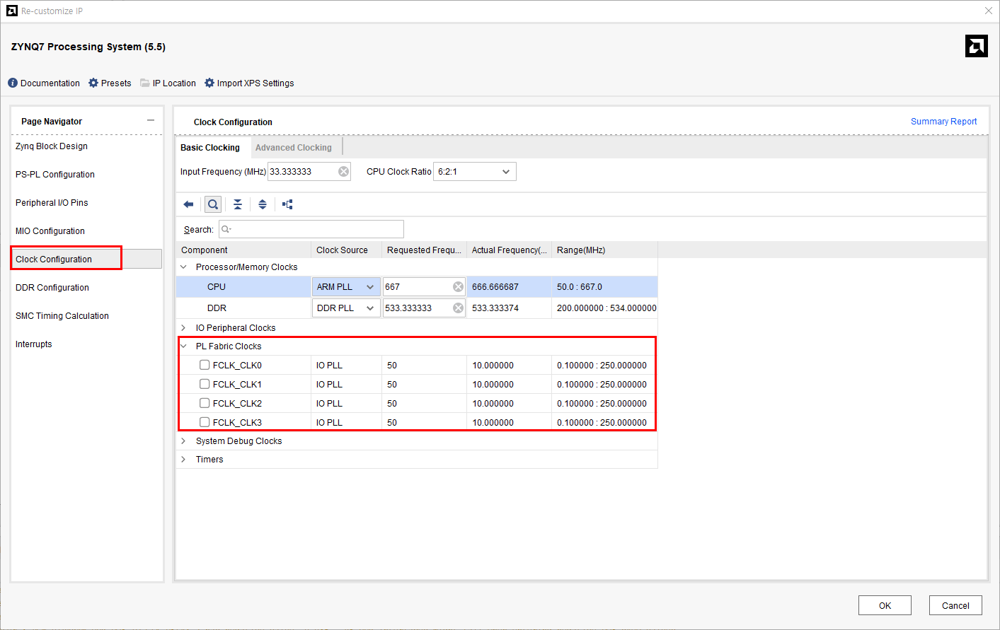 Re-customize IP
ZYNQ7 Processing System (5.5)
Documentation Presets IP Location Import XPS Settings
Page Navigator
Zynq Block Design
PS-PL Configuration
Peripheral I/O Pins
MIO Configuration
Clock Configuration
DDR Configuration
SMC Timing Calculation
Interrupts
Clock Configuration Summary Report
Basic Clocking Advanced Clocking
Input Frequency (MHz) 33.333333 CPU Clock Ratio 6:2:1
Search:
Component Clock Source Requested Frequ... Actual Frequency(... Range(MHz)
Processor/Memory Clocks
CPU ARM PLL 667 666.666687 50.0 : 667.0
DDR DDR PLL 533.333333 533.333374 200.000000 : 534.000000
IO Peripheral Clocks
PL Fabric Clocks
FCLK_CLK0 IO PLL 50 10.000000 0.100000 : 250.000000
FCLK_CLK1 IO PLL 50 10.000000 0.100000 : 250.000000
FCLK_CLK2 IO PLL 50 10.000000 0.100000 : 250.000000
FCLK_CLK3 IO PLL 50 10.000000 0.100000 : 250.000000
System Debug Clocks
Timers
OK Cancel